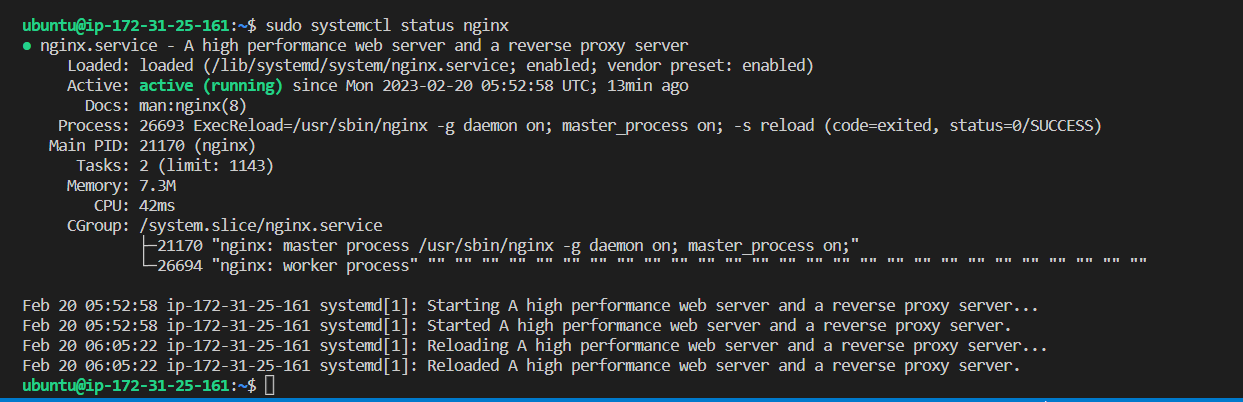 ubuntu@ip-172-31-25-161:~$ sudo systemctl status nginx
● nginx.service - A high performance web server and a reverse proxy server
     Loaded: loaded (/lib/systemd/system/nginx.service; enabled; vendor preset: enabled)
     Active: active (running) since Mon 2023-02-20 05:52:58 UTC; 13min ago
       Docs: man:nginx(8)
    Process: 26693 ExecReload=/usr/sbin/nginx -g daemon on; master_process on; -s reload (code=exited, status=0/SUCCESS)
   Main PID: 21170 (nginx)
      Tasks: 2 (limit: 1143)
     Memory: 7.3M
        CPU: 42ms
     CGroup: /system.slice/nginx.service
             ├─21170 "nginx: master process /usr/sbin/nginx -g daemon on; master_process on;"
             └─26694 "nginx: worker process" "" "" "" "" "" "" "" "" "" "" "" "" "" "" "" "" "" "" "" "" "" "" "" "" "" "" ""

Feb 20 05:52:58 ip-172-31-25-161 systemd[1]: Starting A high performance web server and a reverse proxy server...
Feb 20 05:52:58 ip-172-31-25-161 systemd[1]: Started A high performance web server and a reverse proxy server.
Feb 20 06:05:22 ip-172-31-25-161 systemd[1]: Reloading A high performance web server and a reverse proxy server...
Feb 20 06:05:22 ip-172-31-25-161 systemd[1]: Reloaded A high performance web server and a reverse proxy server.
ubuntu@ip-172-31-25-161:~$